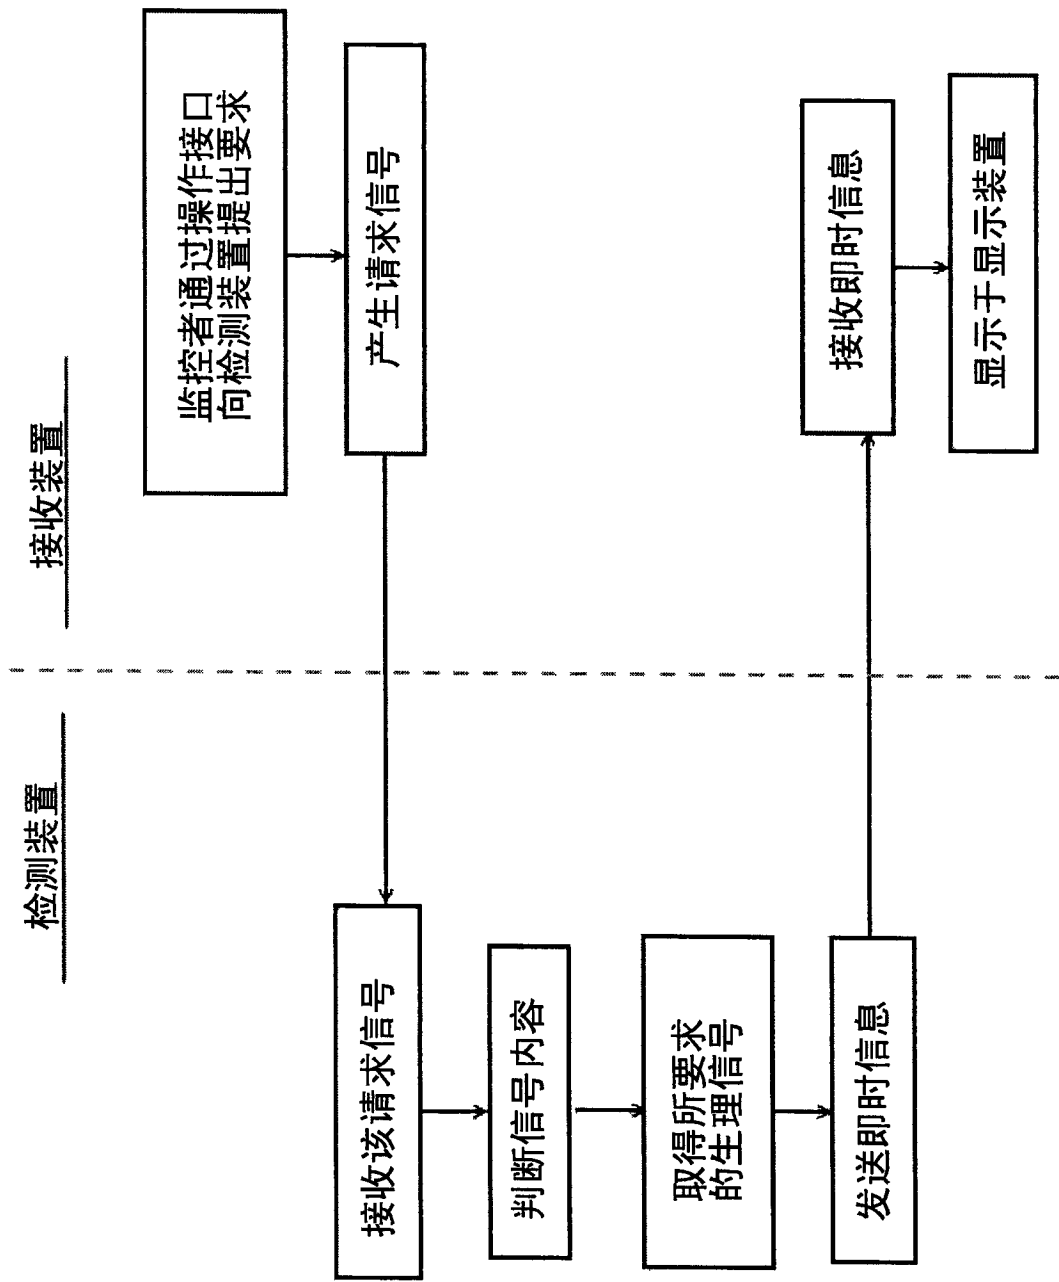 检测装置
接收装置
监控者通过操作接口
向检测装置提出要求
产生请求信号
接收该请求信号
判断信号内容
取得所要求
的生理信号
发送即时信息
接收即时信息
显示于显示装置